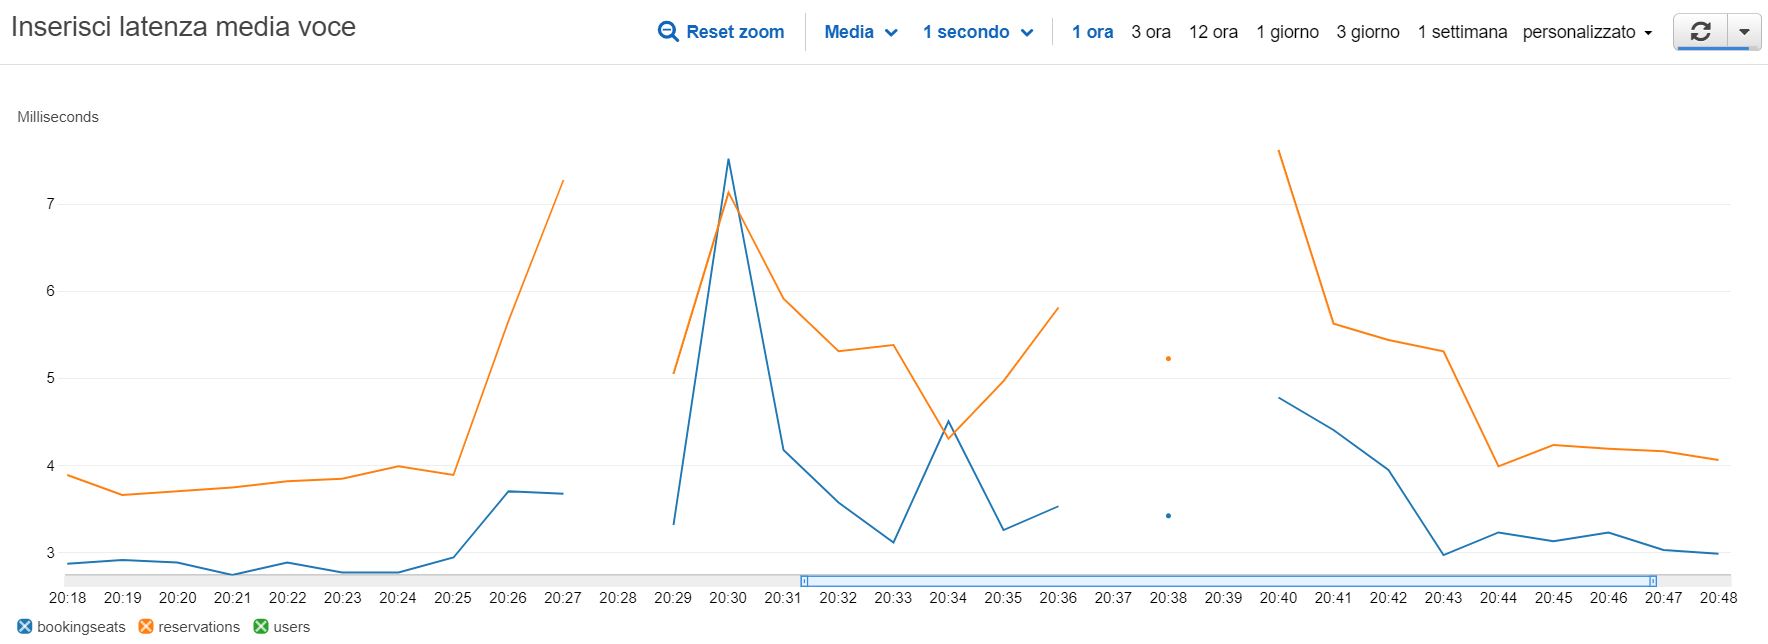 Inserisci latenza media voce
Reset zoom Media 1 secondo 1 ora 3 ora 12 ora 1 giorno 3 giorno 1 settimana personalizzato
Milliseconds
7
6
5
4
3
20:18 20:19 20:20 20:21 20:22 20:23 20:24 20:25 20:26 20:27 20:28 20:29 20:30 20:31 20:32 20:33 20:34 20:35 20:36 20:37 20:38 20:39 20:40 20:41 20:42 20:43 20:44 20:45 20:46 20:47 20:48
bookingseats reservations users